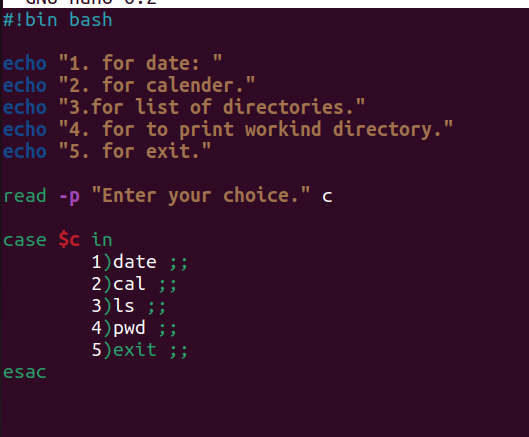 #!bin bash
echo "1. for date: "
echo "2. for calender."
echo "3.for list of directories."
echo "4. for to print workind directory."
echo "5. for exit."
read -p "Enter your choice." c
case $c in
1)date ;;
2)cal ;;
3)ls ;;
4)pwd ;;
5)exit ;;
esac